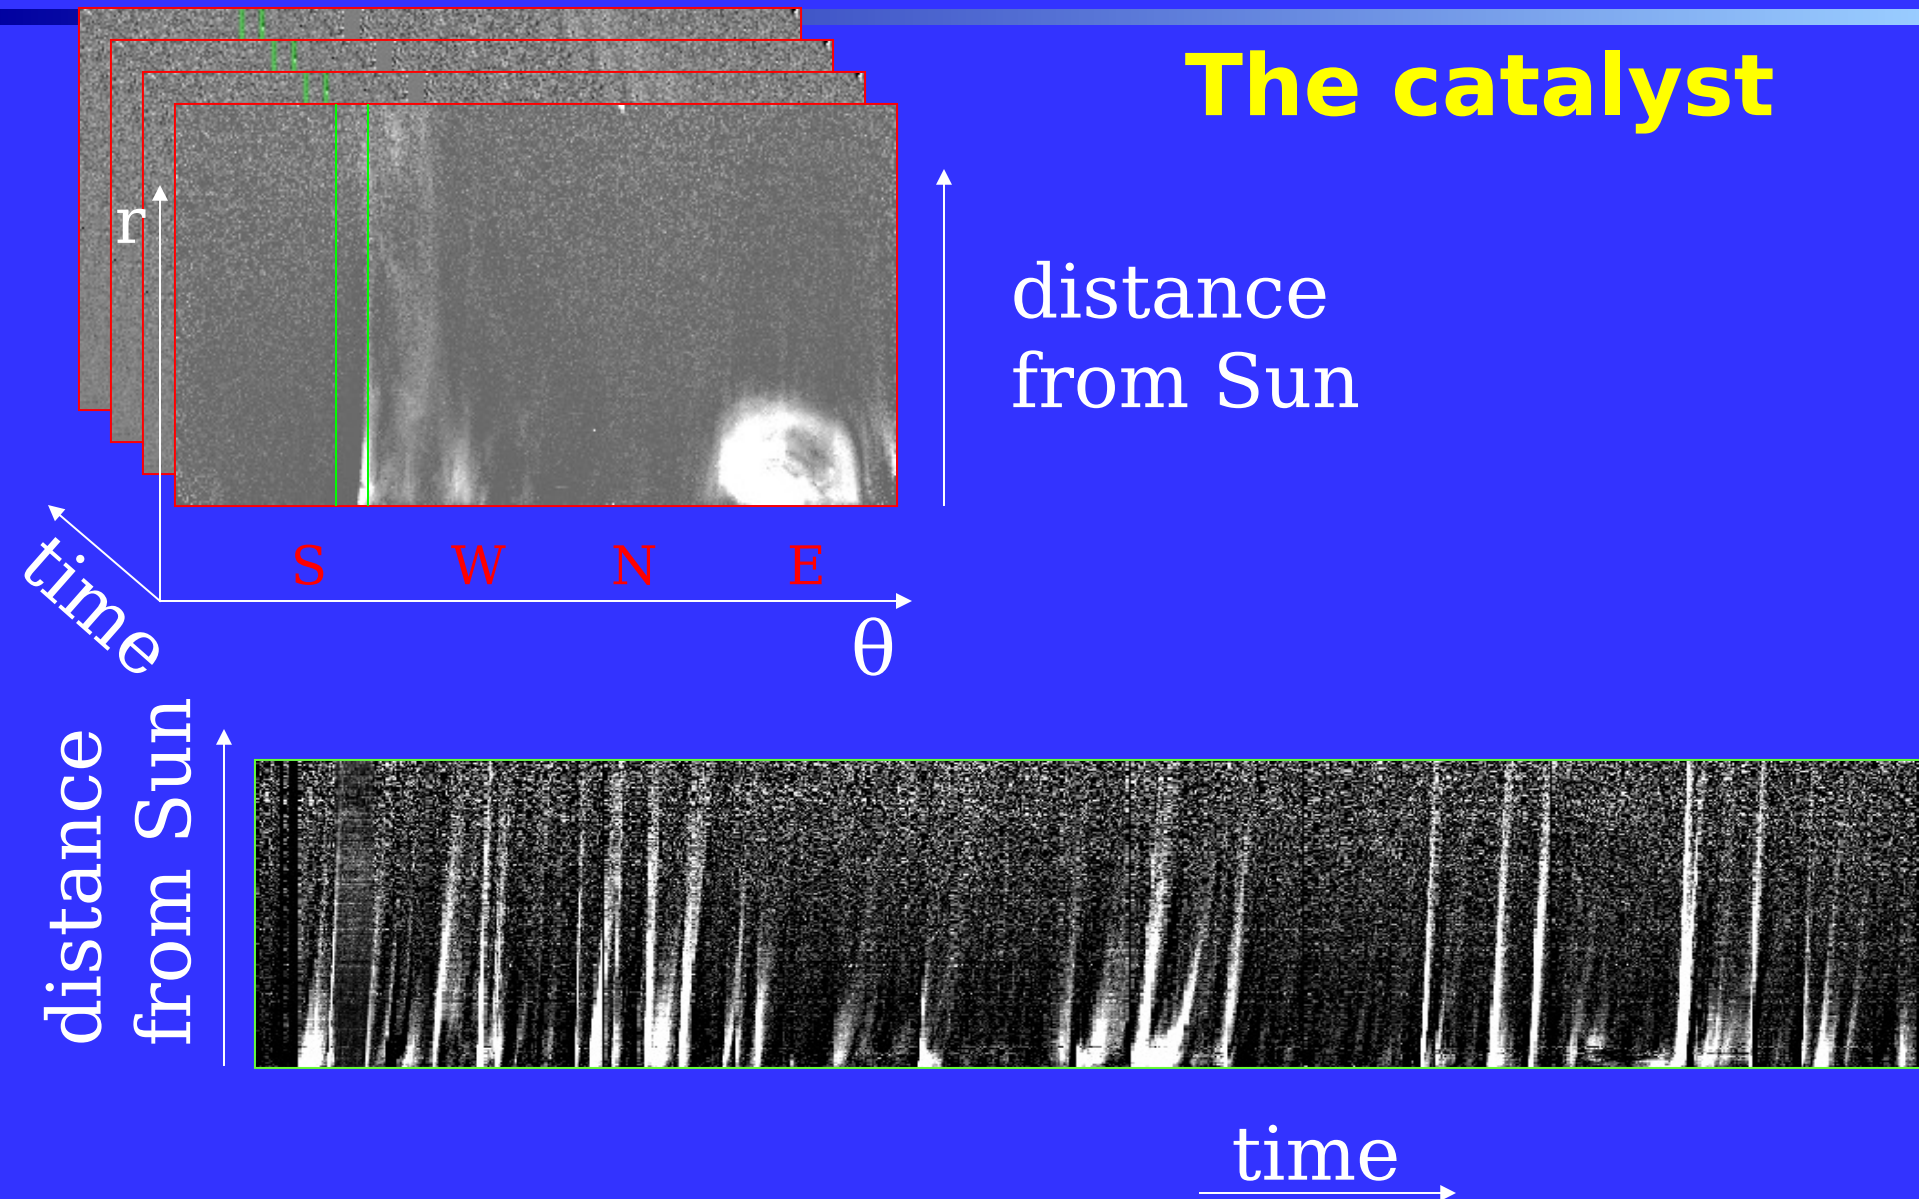 The catalyst
r
distance
from Sun
S W N E
time
θ
distance
from Sun
time